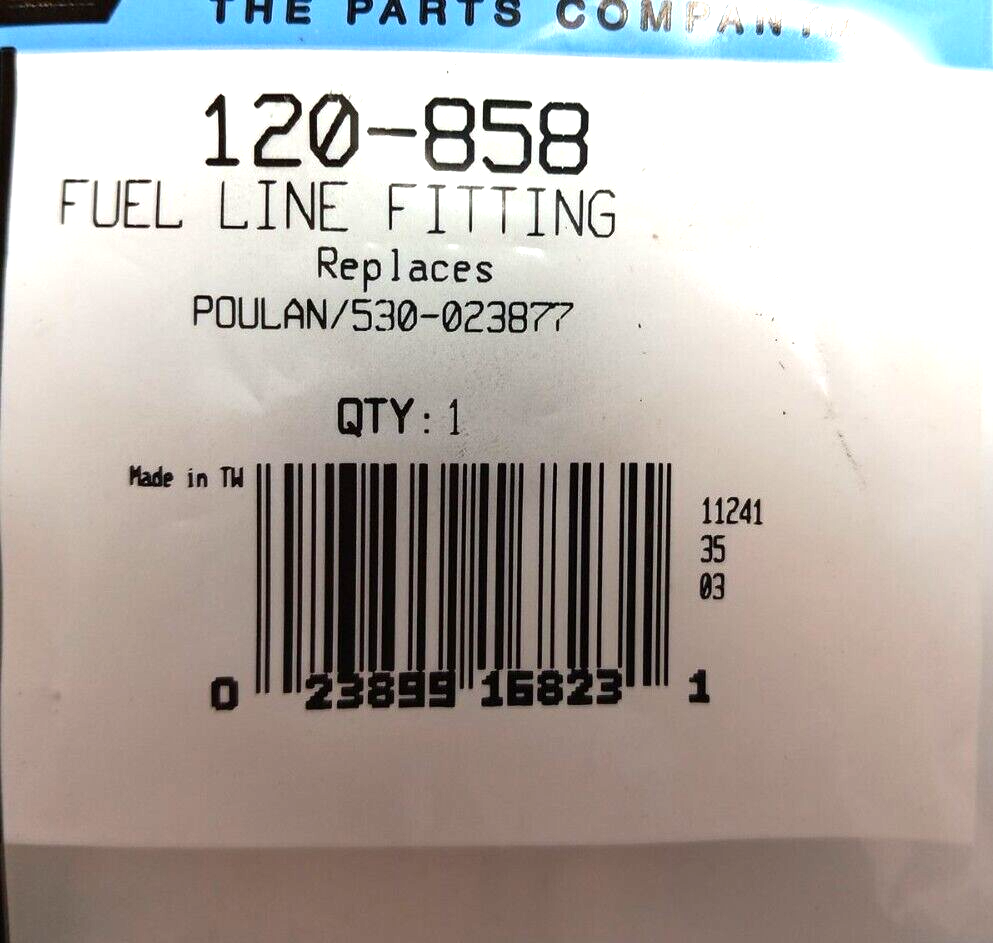 THE PARTS COMPANY
120-858
FUEL LINE FITTING
Replaces
POULAN/530-023877
QTY: 1
Made in TW
11241
35
03
0 23899 16823 1